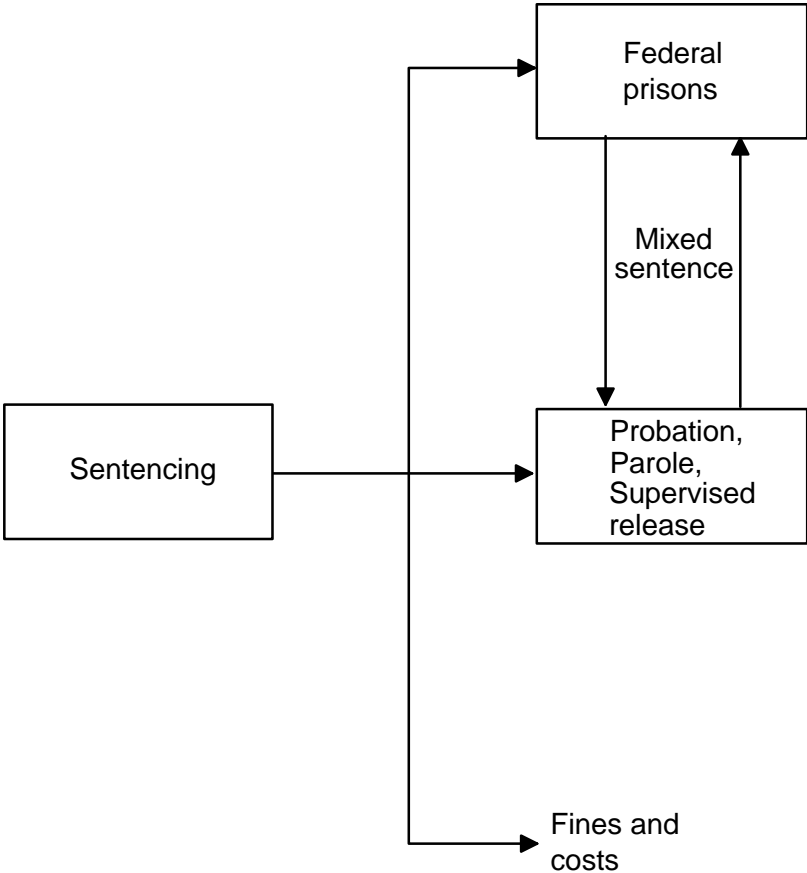 Federal
prisons
Mixed
sentence
Sentencing
Probation,
Parole,
Supervised
release
Fines and
costs